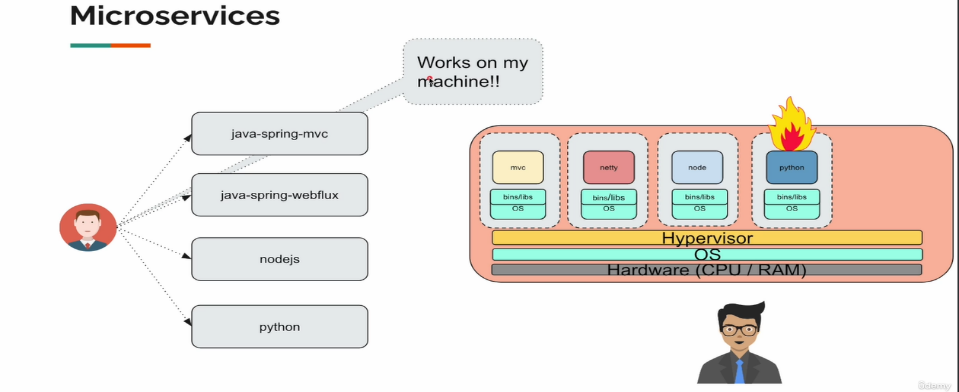 Microservices
Works on my
machine!!
java-spring-mvc
java-spring-webflux
nodejs
python
mvc
netty
node
python
bins/libs
bins/libs
bins/libs
bins/libs
OS
OS
OS
OS
Hypervisor
OS
Hardware (CPU / RAM)
ûdemy